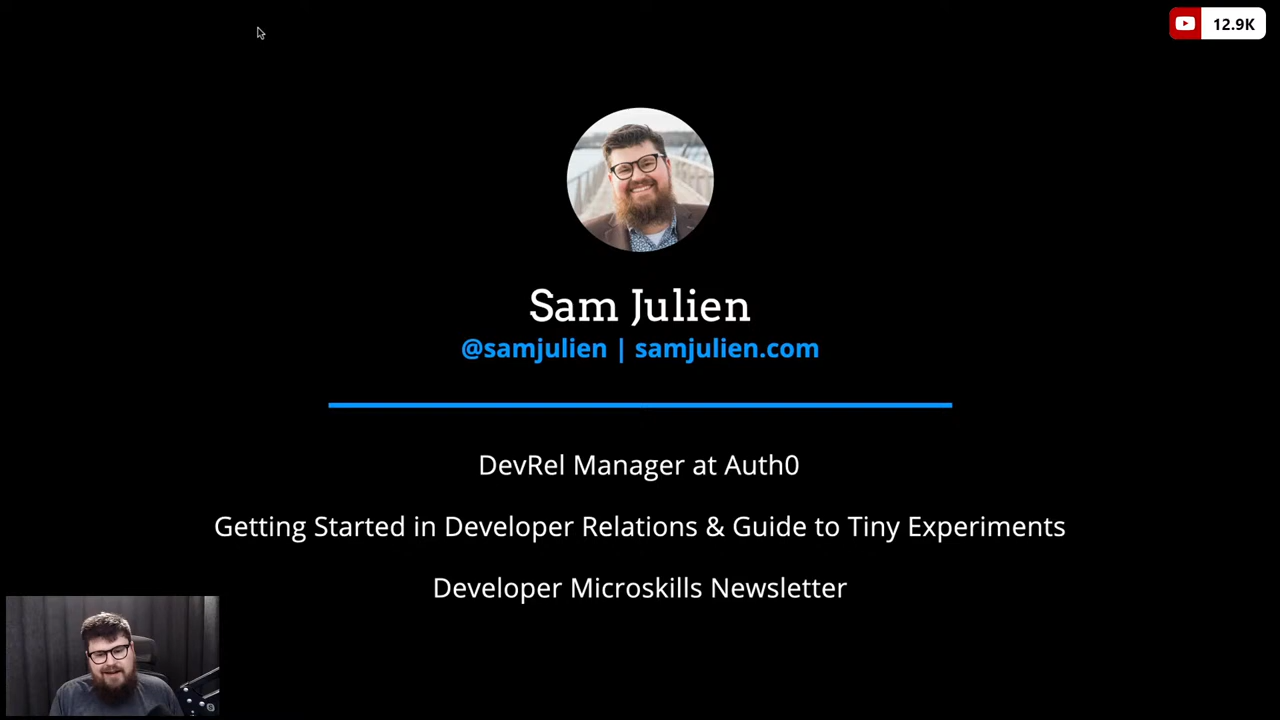 12.9K
Sam Julien
@samjulien | samjulien.com
DevRel Manager at Auth0
Getting Started in Developer Relations & Guide to Tiny Experiments
Developer Microskills Newsletter